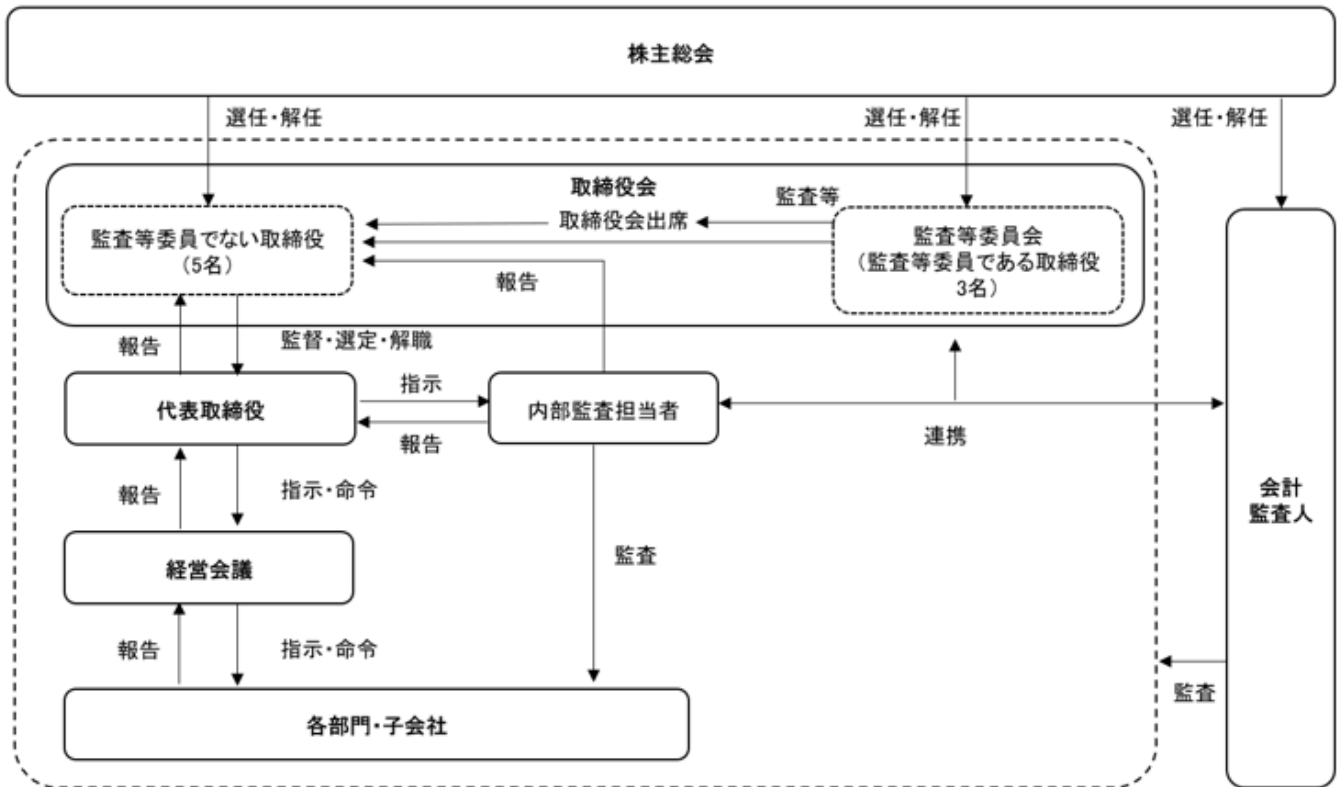 株主総会
選任・解任
選任・解任
選任・解任
取締役会
監査等
取締役会出席
監査等委員でない取締役
（5名）
監査等委員会
（監査等委員である取締役
3名）
報告
報告
監督・選定・解職
代表取締役
指示
報告
内部監査担当者
連携
会計
監査人
報告
指示・命令
経営会議
監査
報告
指示・命令
監査
各部門・子会社